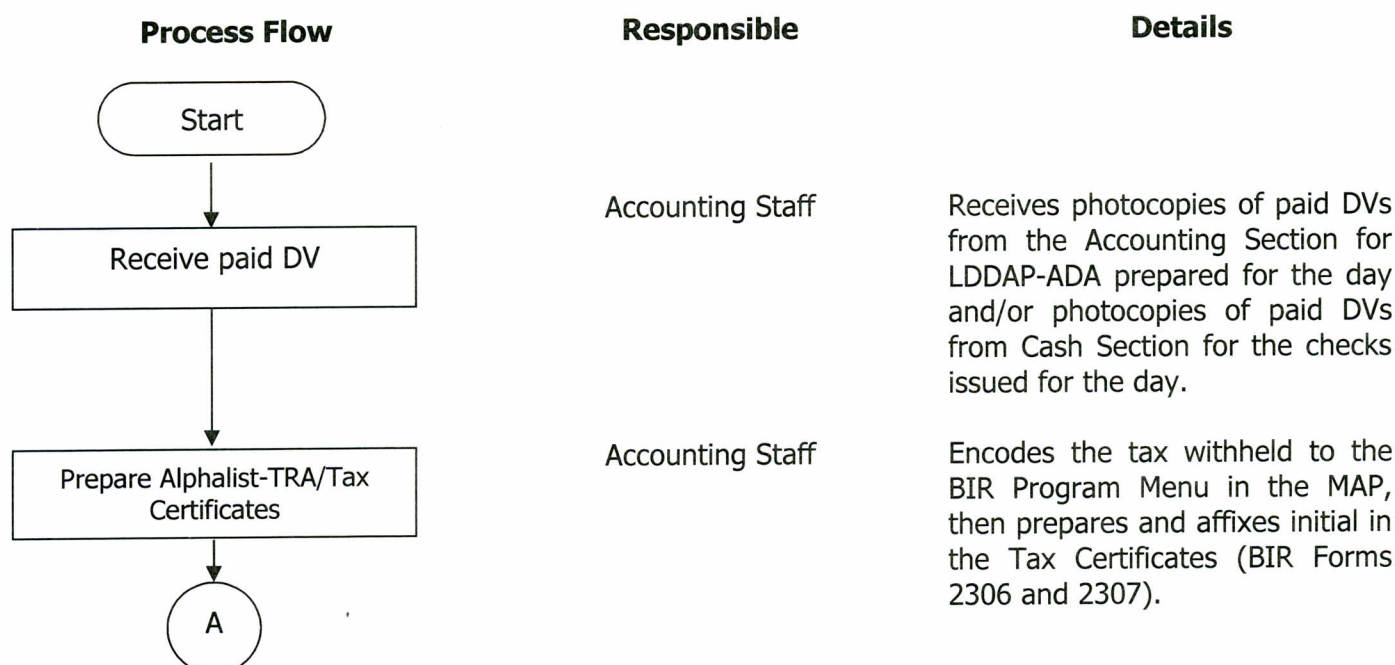 Process Flow
Responsible
Details
Start
Receive paid DV
Accounting Staff
Receives photocopies of paid DVs
from the Accounting Section for
LDDAP-ADA prepared for the day
and/or photocopies of paid DVs
from Cash Section for the checks
issued for the day.
Prepare Alphalist-TRA/Tax
Certificates
Accounting Staff
Encodes the tax withheld to the
BIR Program Menu in the MAP,
then prepares and affixes initial in
the Tax Certificates (BIR Forms
2306 and 2307).
A